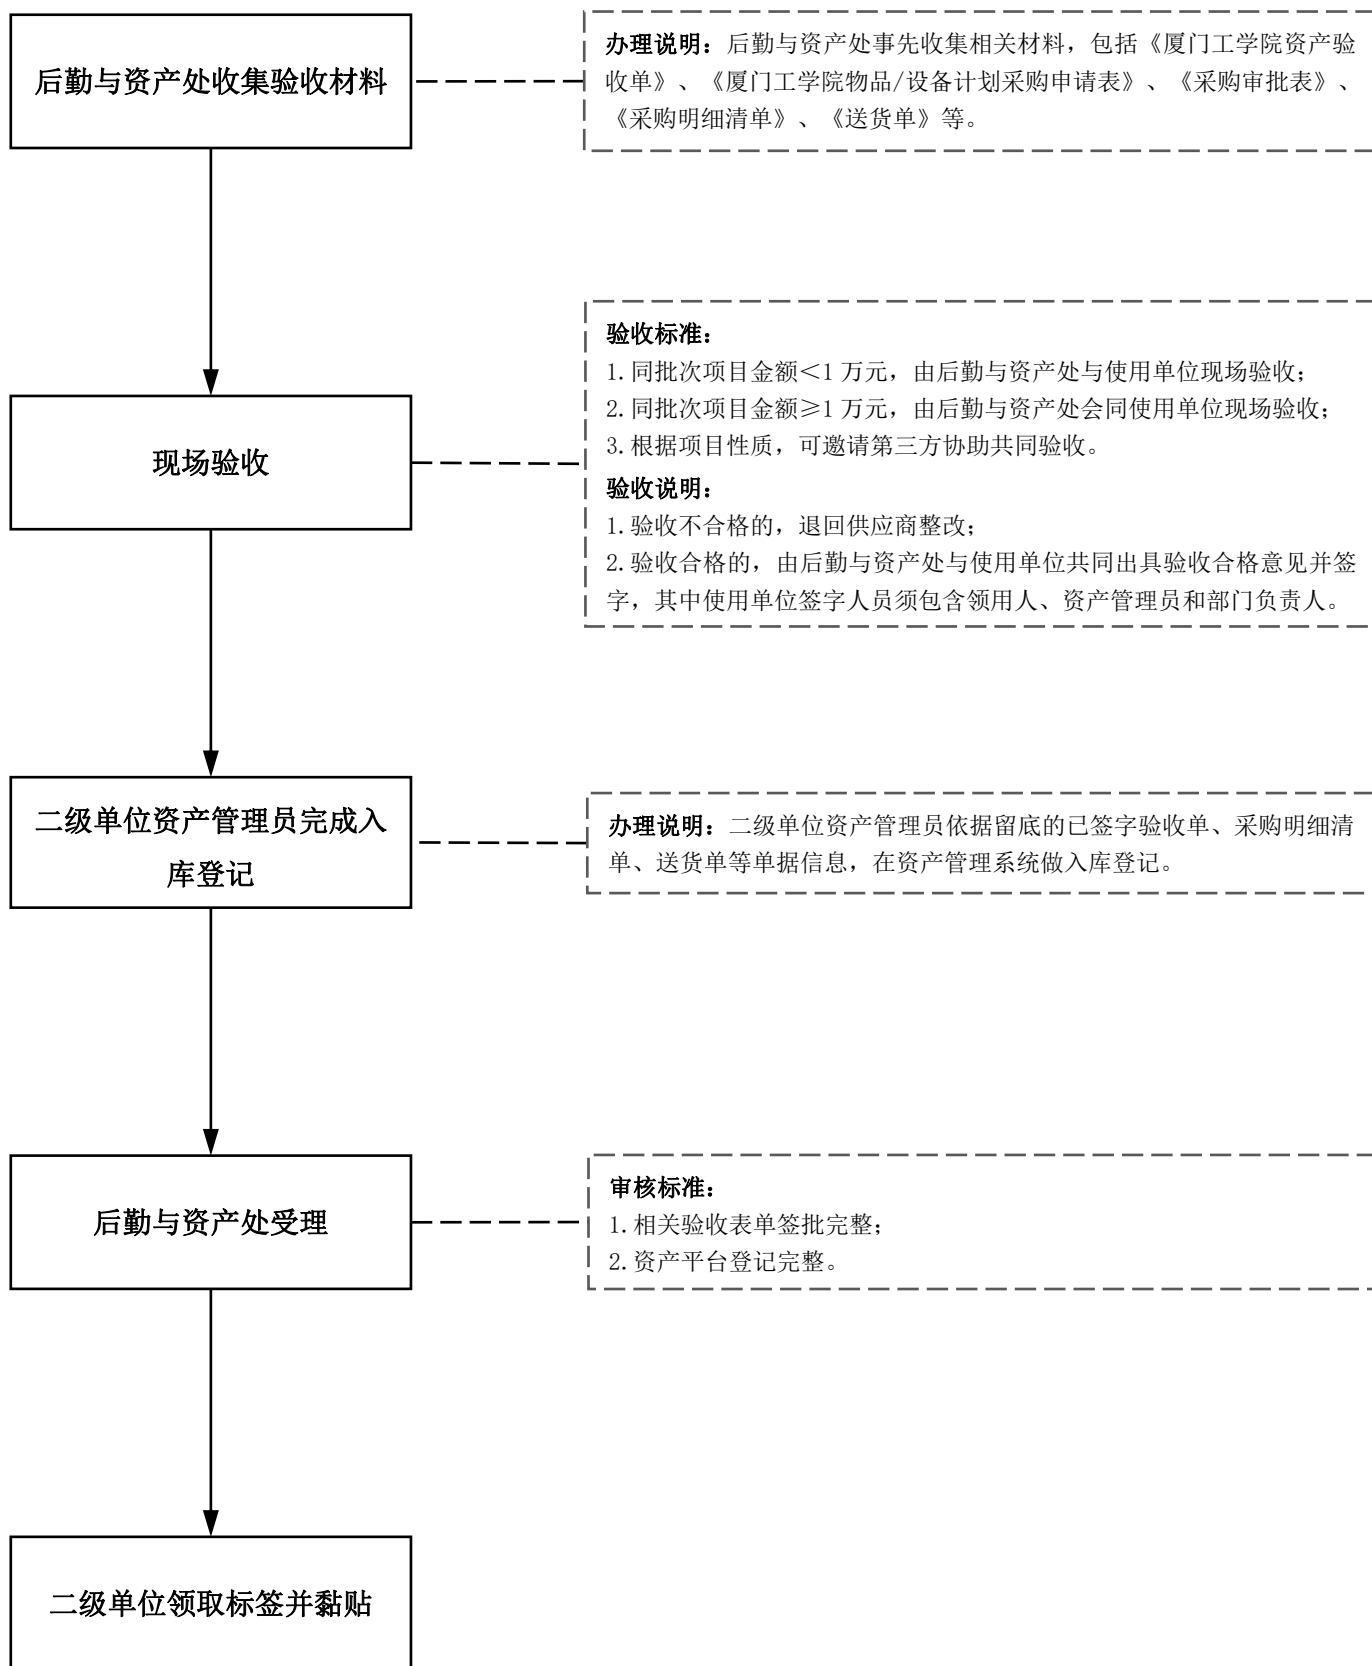 后勤与资产处收集验收材料
办理说明：后勤与资产处事先收集相关材料，包括《厦门工学院资产验
收单》、《厦门工学院物品/设备计划采购申请表》、《采购审批表》、
《采购明细清单》、《送货单》等。
现场验收
验收标准：
1.同批次项目金额＜1 万元，由后勤与资产处与使用单位现场验收；
2.同批次项目金额≥1 万元，由后勤与资产处会同使用单位现场验收；
3.根据项目性质，可邀请第三方协助共同验收。
验收说明：
1.验收不合格的，退回供应商整改；
2.验收合格的，由后勤与资产处与使用单位共同出具验收合格意见并签
字，其中使用单位签字人员须包含领用人、资产管理员和部门负责人。
二级单位资产管理员完成入
库登记
办理说明：二级单位资产管理员依据留底的已签字验收单、采购明细清
单、送货单等单据信息，在资产管理系统做入库登记。
后勤与资产处受理
审核标准：
1.相关验收表单签批完整；
2.资产平台登记完整。
二级单位领取标签并黏贴